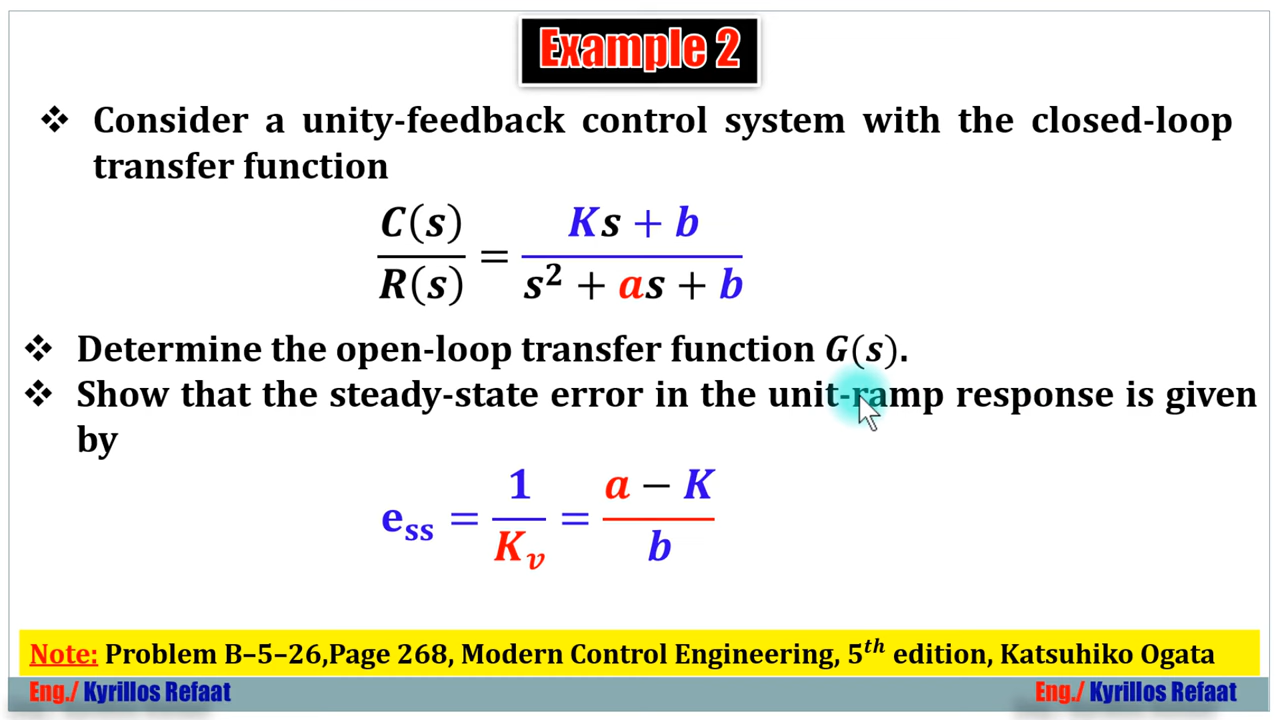 Example 2
❖ Consider a unity-feedback control system with the closed-loop
transfer function
C(s)/R(s) = (Ks + b)/(s² + as + b)
❖ Determine the open-loop transfer function G(s).
❖ Show that the steady-state error in the unit-ramp response is given
by
e_ss = 1/K_v = (a − K)/b
Note: Problem B–5–26,Page 268, Modern Control Engineering, 5ᵗʰ edition, Katsuhiko Ogata
Eng./ Kyrillos Refaat Eng./ Kyrillos Refaat